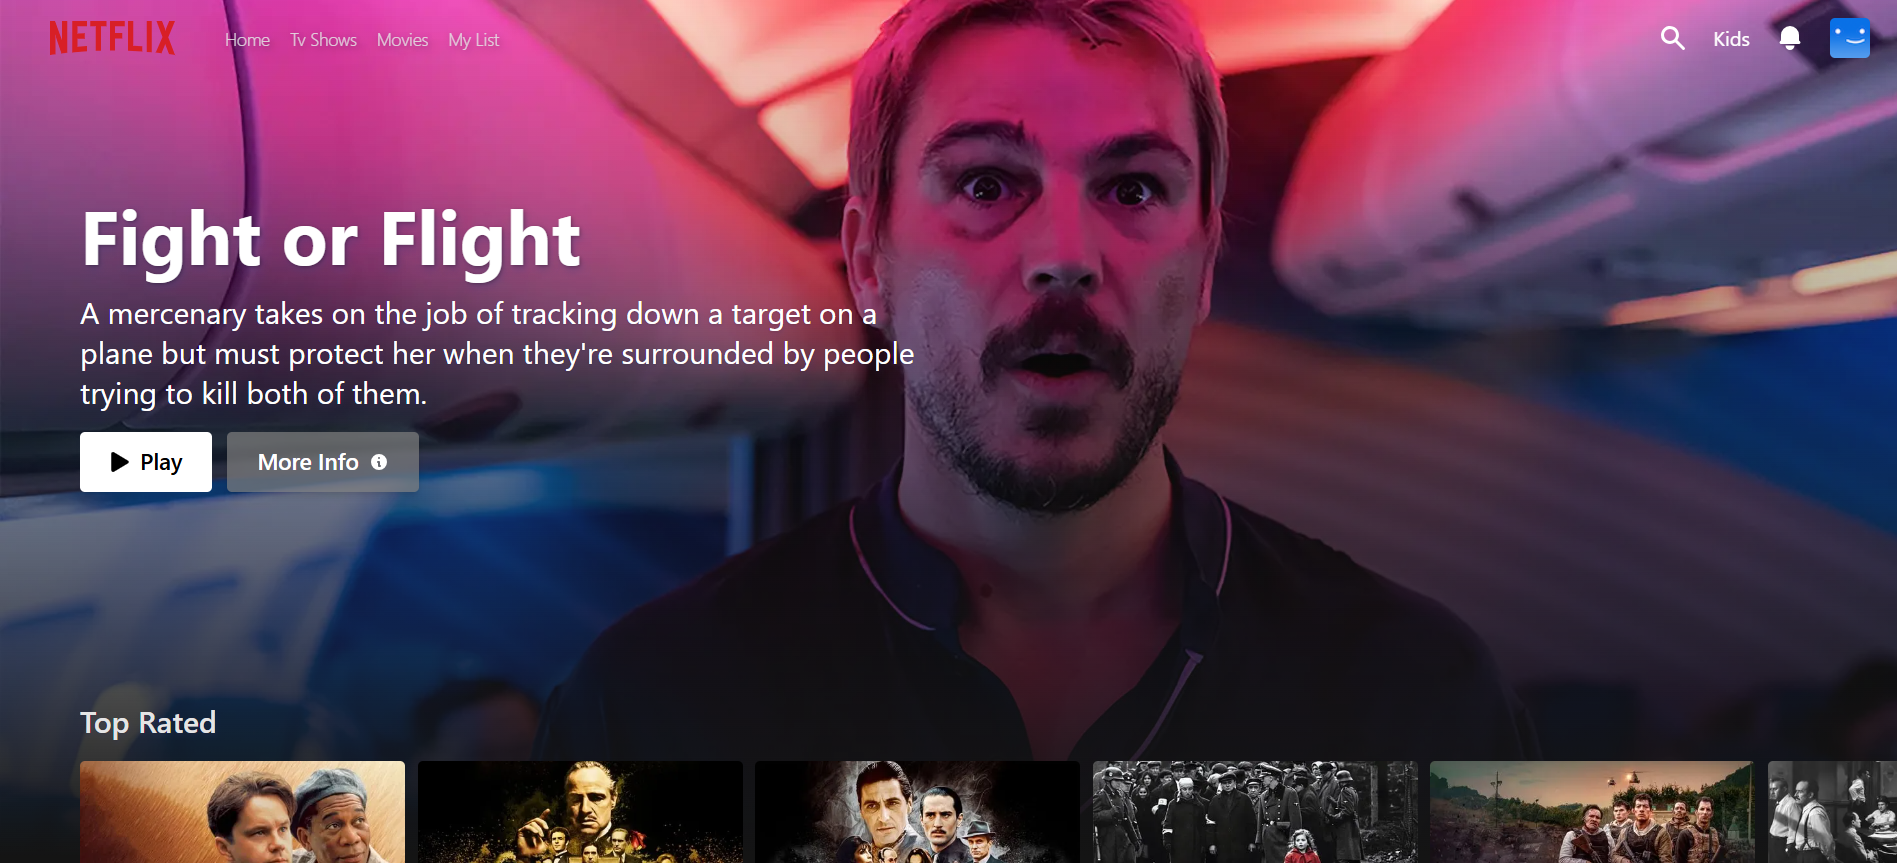 NETFLIX
Home Tv Shows Movies My List
Kids
Fight or Flight
A mercenary takes on the job of tracking down a target on a
plane but must protect her when they're surrounded by people
trying to kill both of them.
Play
More Info
Top Rated